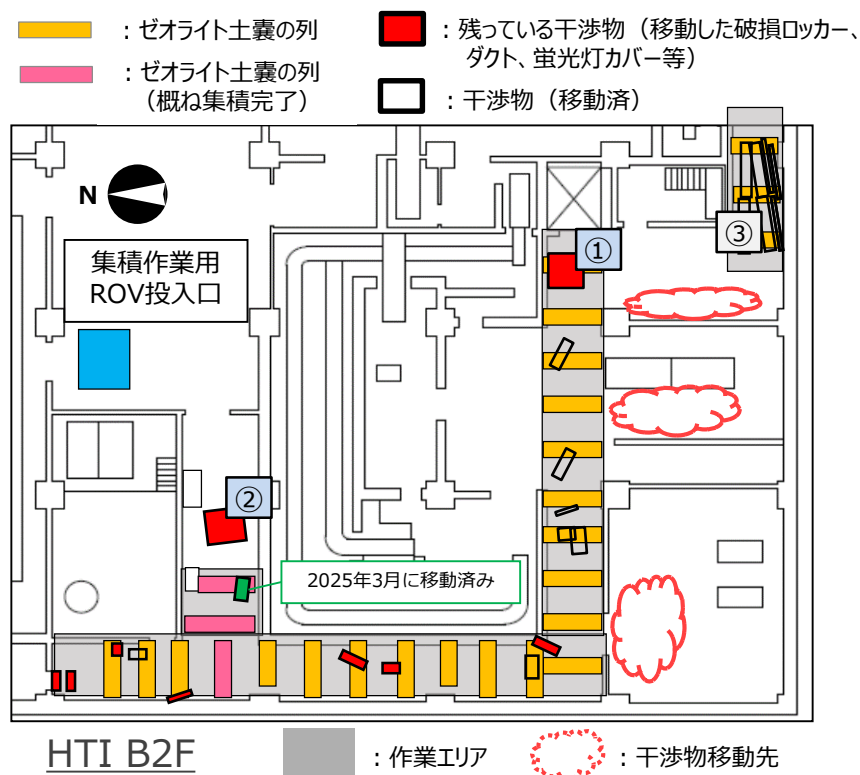 ：ゼオライト土嚢の列
：残っている干渉物（移動した破損ロッカー、
ダクト、蛍光灯カバー等）
：ゼオライト土嚢の列
（概ね集積完了）
：干渉物（移動済）
N
集積作業用
ROV投入口
①
②
③
2025年3月に移動済み
HTI B2F
：作業エリア
：干渉物移動先